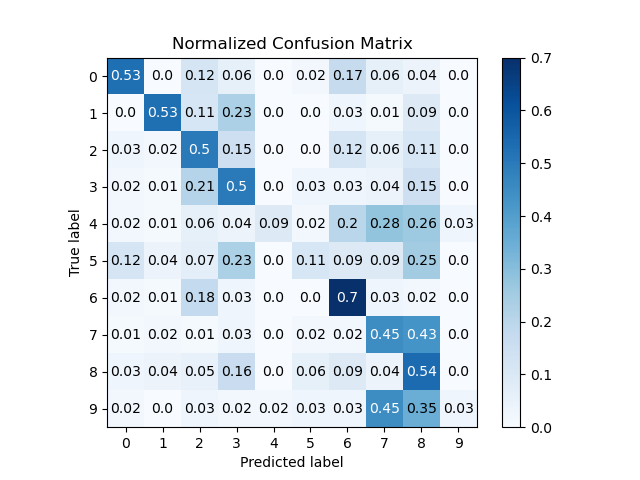 Normalized Confusion Matrix
0 0.53 0.0 0.12 0.06 0.0 0.02 0.17 0.06 0.04 0.0
1 0.0 0.53 0.11 0.23 0.0 0.0 0.03 0.01 0.09 0.0
2 0.03 0.02 0.5 0.15 0.0 0.0 0.12 0.06 0.11 0.0
3 0.02 0.01 0.21 0.5 0.0 0.03 0.03 0.04 0.15 0.0
4 0.02 0.01 0.06 0.04 0.09 0.02 0.2 0.28 0.26 0.03
5 0.12 0.04 0.07 0.23 0.0 0.11 0.09 0.09 0.25 0.0
6 0.02 0.01 0.18 0.03 0.0 0.0 0.7 0.03 0.02 0.0
7 0.01 0.02 0.01 0.03 0.0 0.02 0.02 0.45 0.43 0.0
8 0.03 0.04 0.05 0.16 0.0 0.06 0.09 0.04 0.54 0.0
9 0.02 0.0 0.03 0.02 0.02 0.03 0.03 0.45 0.35 0.03
0 1 2 3 4 5 6 7 8 9
Predicted label
True label
0.7
0.6
0.5
0.4
0.3
0.2
0.1
0.0